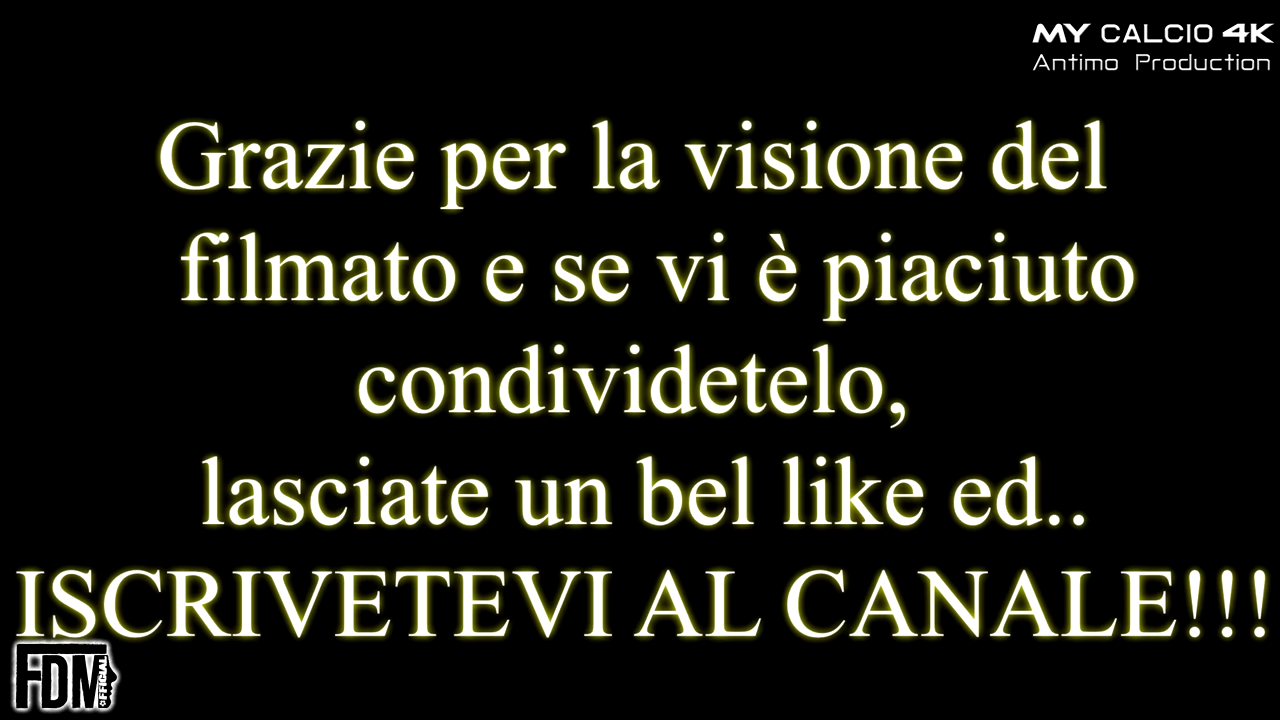 MY CALCIO 4K
Antimo Production
Grazie per la visione del
filmato e se vi è piaciuto
condividetelo,
lasciate un bel like ed..
ISCRIVETEVI AL CANALE!!!
FDM
OFFICIAL